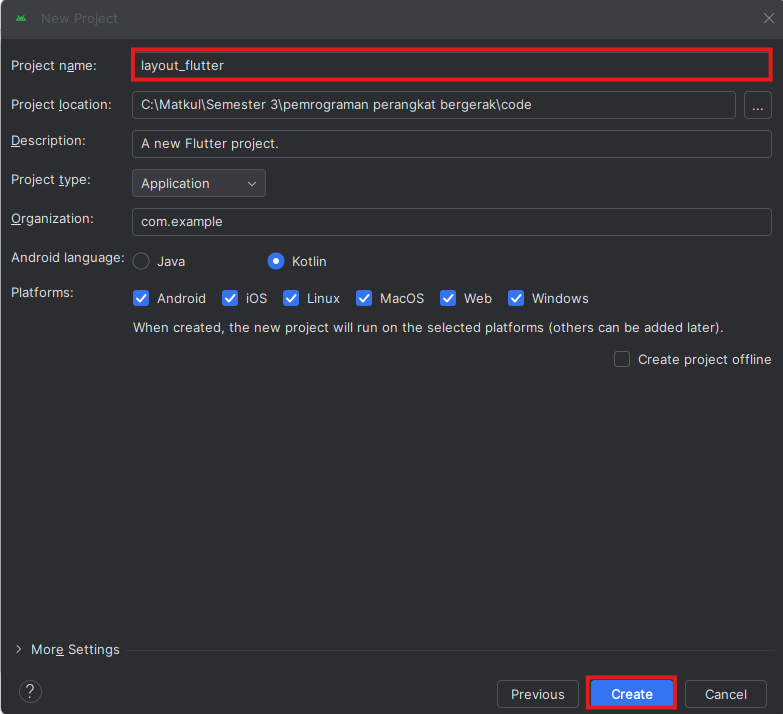 New Project
Project name: layout_flutter
Project location: C:\Matkul\Semester 3\pemrograman perangkat bergerak\code ...
Description: A new Flutter project.
Project type: Application
Organization: com.example
Android language: Java Kotlin
Platforms: Android iOS Linux MacOS Web Windows
When created, the new project will run on the selected platforms (others can be added later).
Create project offline
More Settings
? Previous Create Cancel